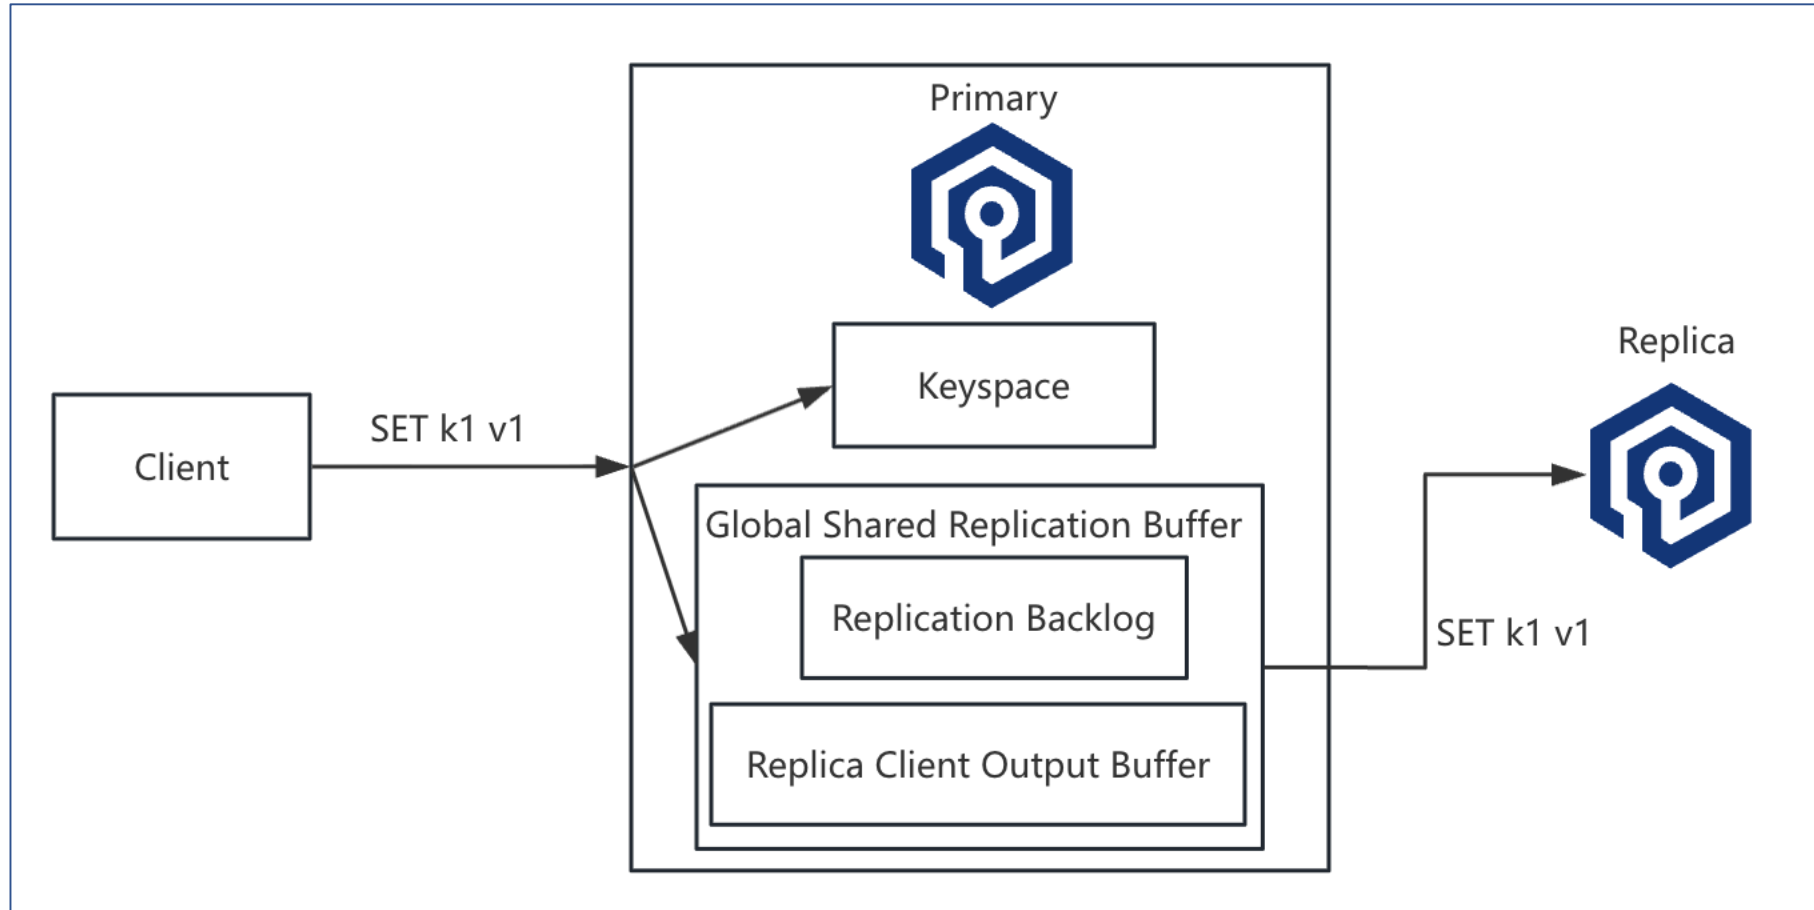 Primary
Keyspace
Replica
SET k1 v1
Client
Global Shared Replication Buffer
Replication Backlog
SET k1 v1
Replica Client Output Buffer